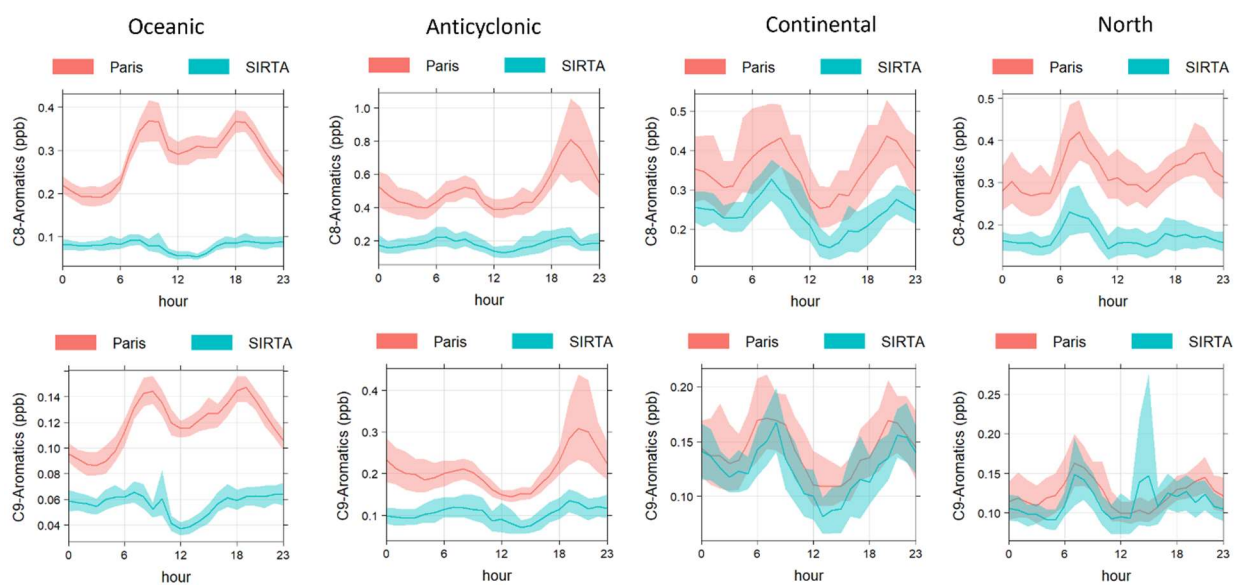 Oceanic Anticyclonic Continental North
Paris SIRTA Paris SIRTA Paris SIRTA Paris SIRTA
C8-Aromatics (ppb)
0.4
0.3
0.2
0.1
0 6 12 18 23
hour
C8-Aromatics (ppb)
1.0
0.8
0.6
0.4
0.2
0 6 12 18 23
hour
C8-Aromatics (ppb)
0.5
0.4
0.3
0.2
0 6 12 18 23
hour
C8-Aromatics (ppb)
0.5
0.4
0.3
0.2
0 6 12 18 23
hour
Paris SIRTA Paris SIRTA Paris SIRTA Paris SIRTA
C9-Aromatics (ppb)
0.14
0.12
0.10
0.08
0.06
0.04
0 6 12 18 23
hour
C9-Aromatics (ppb)
0.4
0.3
0.2
0.1
0 6 12 18 23
hour
C9-Aromatics (ppb)
0.20
0.15
0.10
0 6 12 18 23
hour
C9-Aromatics (ppb)
0.25
0.20
0.15
0.10
0 6 12 18 23
hour